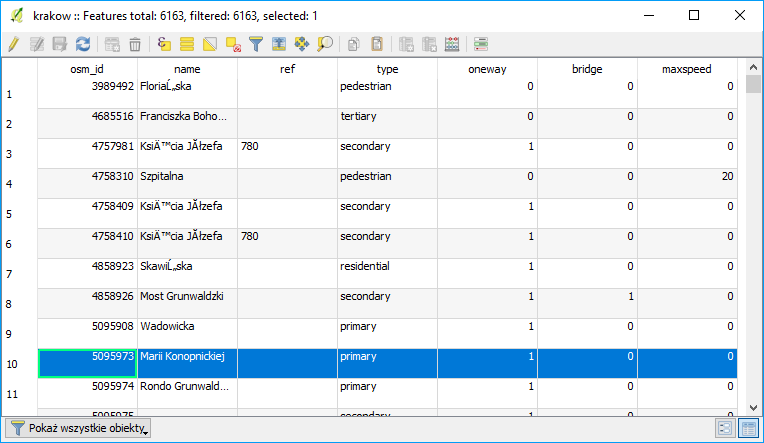 krakow :: Features total: 6163, filtered: 6163, selected: 1
osm_id name ref type oneway bridge maxspeed
1 3989492 FloriaĹ„ska pedestrian 0 0 0
2 4685516 Franciszka Boho... tertiary 0 0 0
3 4757981 KsiÄ™cia JĂłzefa 780 secondary 1 0 0
4 4758310 Szpitalna pedestrian 0 0 20
5 4758409 KsiÄ™cia JĂłzefa secondary 1 0 0
6 4758410 KsiÄ™cia JĂłzefa 780 secondary 1 0 0
7 4858923 SkawiĹ„ska residential 1 0 0
8 4858926 Most Grunwaldzki secondary 1 1 0
9 5095908 Wadowicka primary 1 0 0
10 5095973 Marii Konopnickiej primary 1 0 0
11 5095974 Rondo Grunwald... primary 1 0 0
5095975 secondary 1 0 0
Pokaż wszystkie obiekty